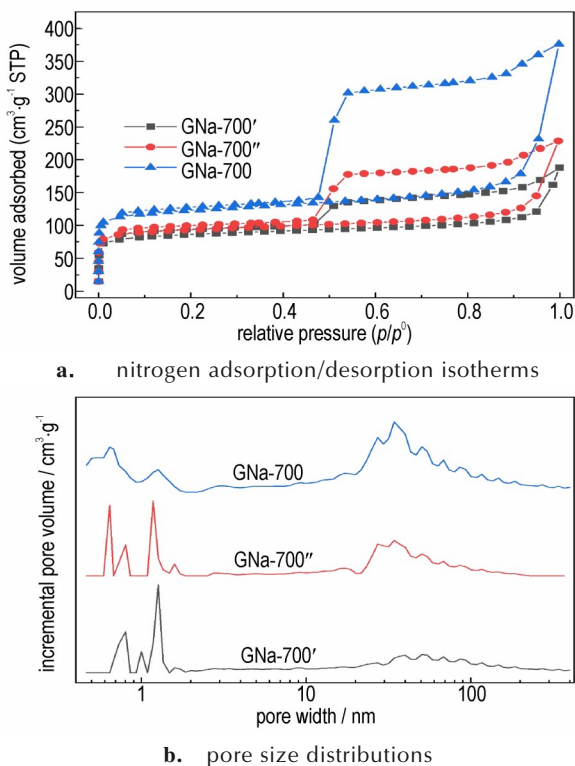 400
350
300
250
200
150
100
50
0
volume adsorbed (cm³·g⁻¹ STP)
GNa-700′
GNa-700″
GNa-700
0.0 0.2 0.4 0.6 0.8 1.0
relative pressure (p/p⁰)
a. nitrogen adsorption/desorption isotherms
incremental pore volume / cm³·g⁻¹
GNa-700
GNa-700″
GNa-700′
1 10 100
pore width / nm
b. pore size distributions